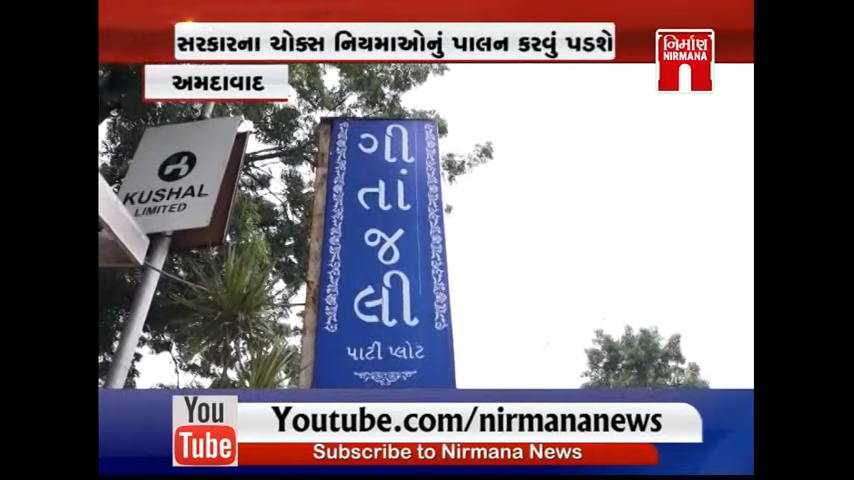 સરકારના ચોક્સ નિયમાઓનું પાલન કરવું પડશે
નિર્માણ
NIRMANA
અમદાવાદ
KUSHAL
LIMITED
ગી
તાં
જ
લી
પાર્ટી પ્લોટ
You
Tube
Youtube.com/nirmananews
Subscribe to Nirmana News